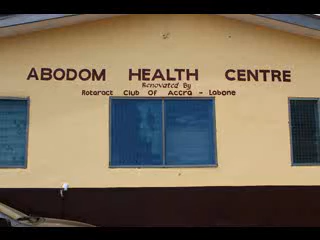 ABODOM HEALTH CENTRE
Renovated By
Rotaract Club Of Accra - Labone